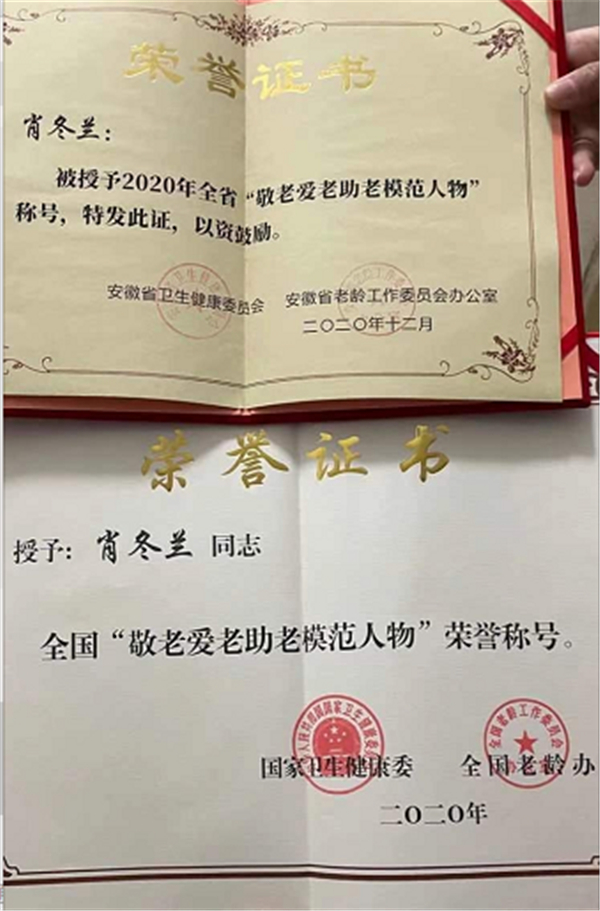 荣誉证书
肖冬兰：
被授予2020年全省“敬老爱老助老模范人物”
称号，特发此证，以资鼓励。
安徽省卫生健康委员会 安徽省老龄工作委员会办公室
二〇二〇年十二月
荣誉证书
授予：肖冬兰 同志
全国“敬老爱老助老模范人物”荣誉称号。
国家卫生健康委 全国老龄办
二〇二〇年